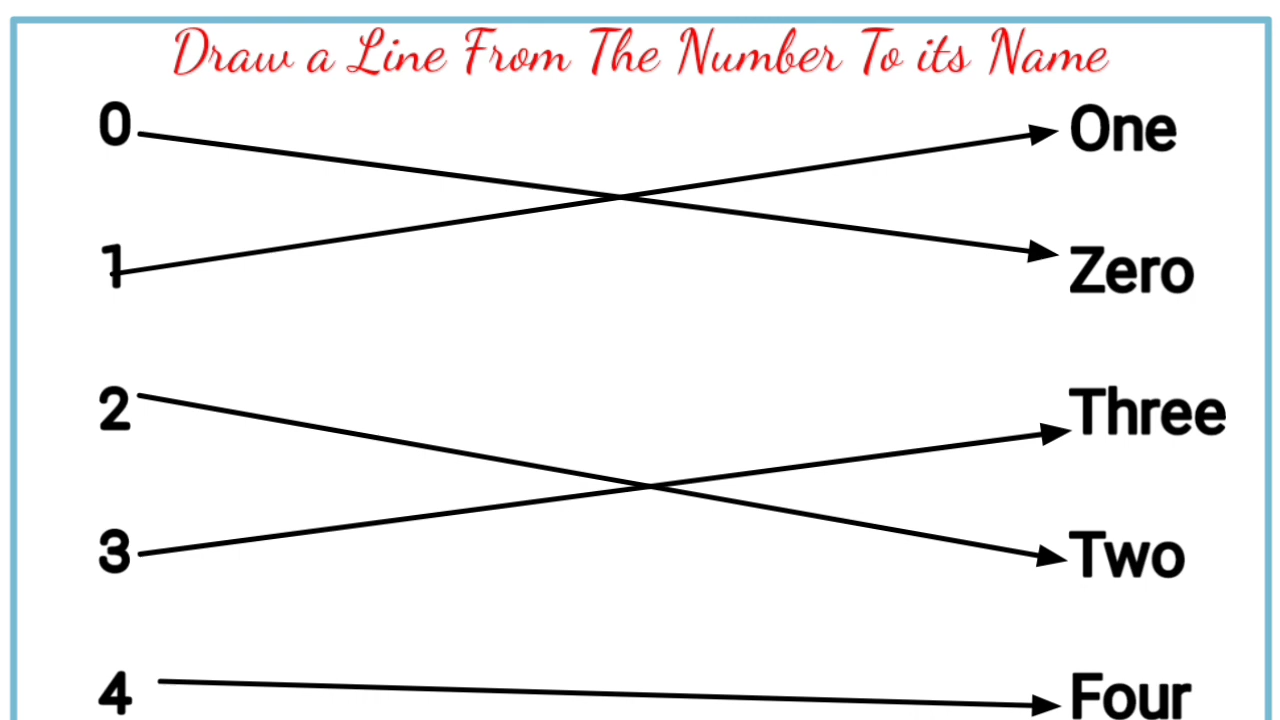 Draw a Line From The Number To its Name
0 One
1 Zero
2 Three
3 Two
4 Four